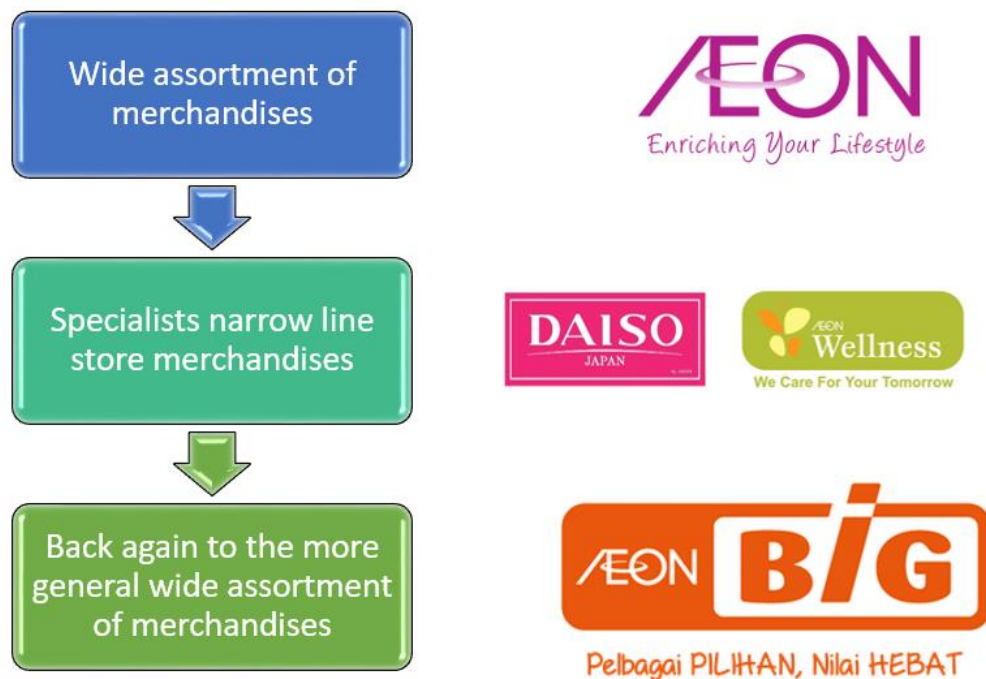 Wide assortment of
merchandises
ÆON
Enriching Your Lifestyle
Specialists narrow line
store merchandises
DAISO
JAPAN
ÆON
Wellness
We Care For Your Tomorrow
Back again to the more
general wide assortment
of merchandises
ÆON BiG
Pelbagai PILIHAN, Nilai HEBAT